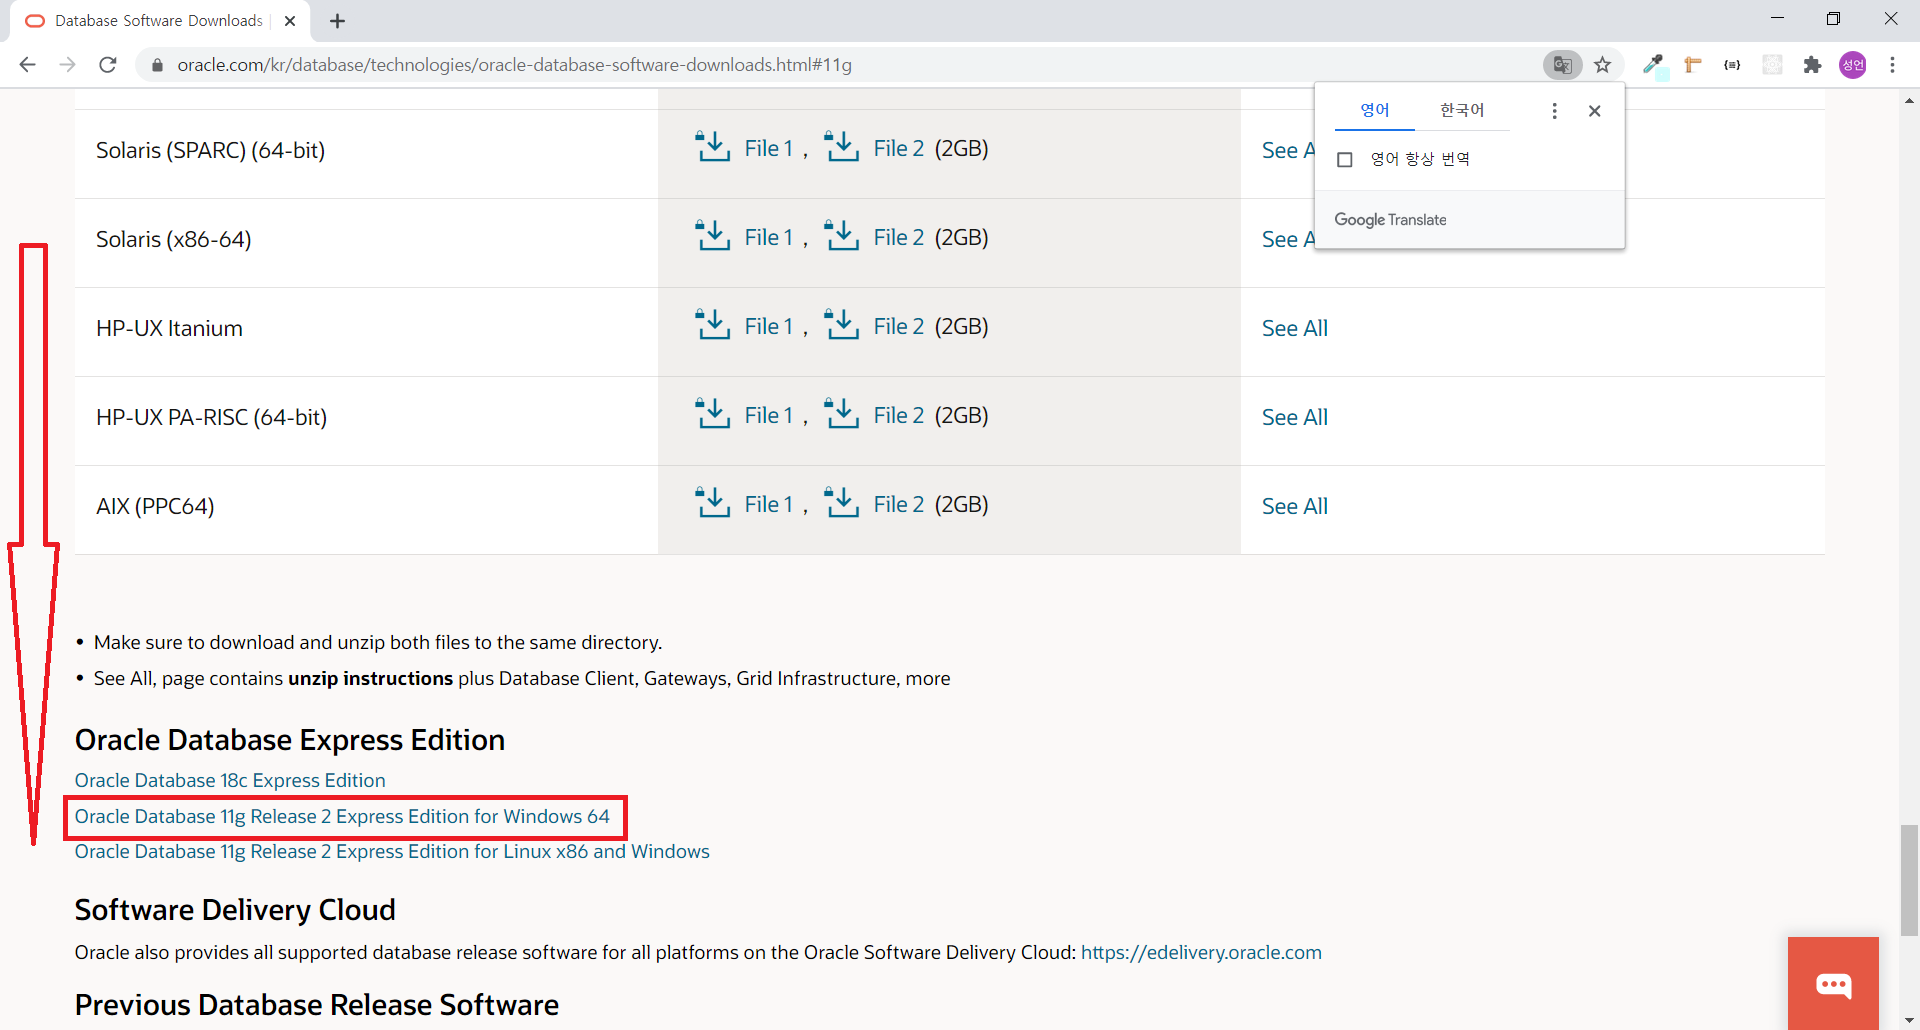 Database Software Downloads
oracle.com/kr/database/technologies/oracle-database-software-downloads.html#11g
성언
영어 한국어
영어 항상 번역
Google Translate
Solaris (SPARC) (64-bit) File 1 , File 2 (2GB) See A
Solaris (x86-64) File 1 , File 2 (2GB) See A
HP-UX Itanium File 1 , File 2 (2GB) See All
HP-UX PA-RISC (64-bit) File 1 , File 2 (2GB) See All
AIX (PPC64) File 1 , File 2 (2GB) See All
• Make sure to download and unzip both files to the same directory.
• See All, page contains unzip instructions plus Database Client, Gateways, Grid Infrastructure, more
Oracle Database Express Edition
Oracle Database 18c Express Edition
Oracle Database 11g Release 2 Express Edition for Windows 64
Oracle Database 11g Release 2 Express Edition for Linux x86 and Windows
Software Delivery Cloud
Oracle also provides all supported database release software for all platforms on the Oracle Software Delivery Cloud: https://edelivery.oracle.com
Previous Database Release Software